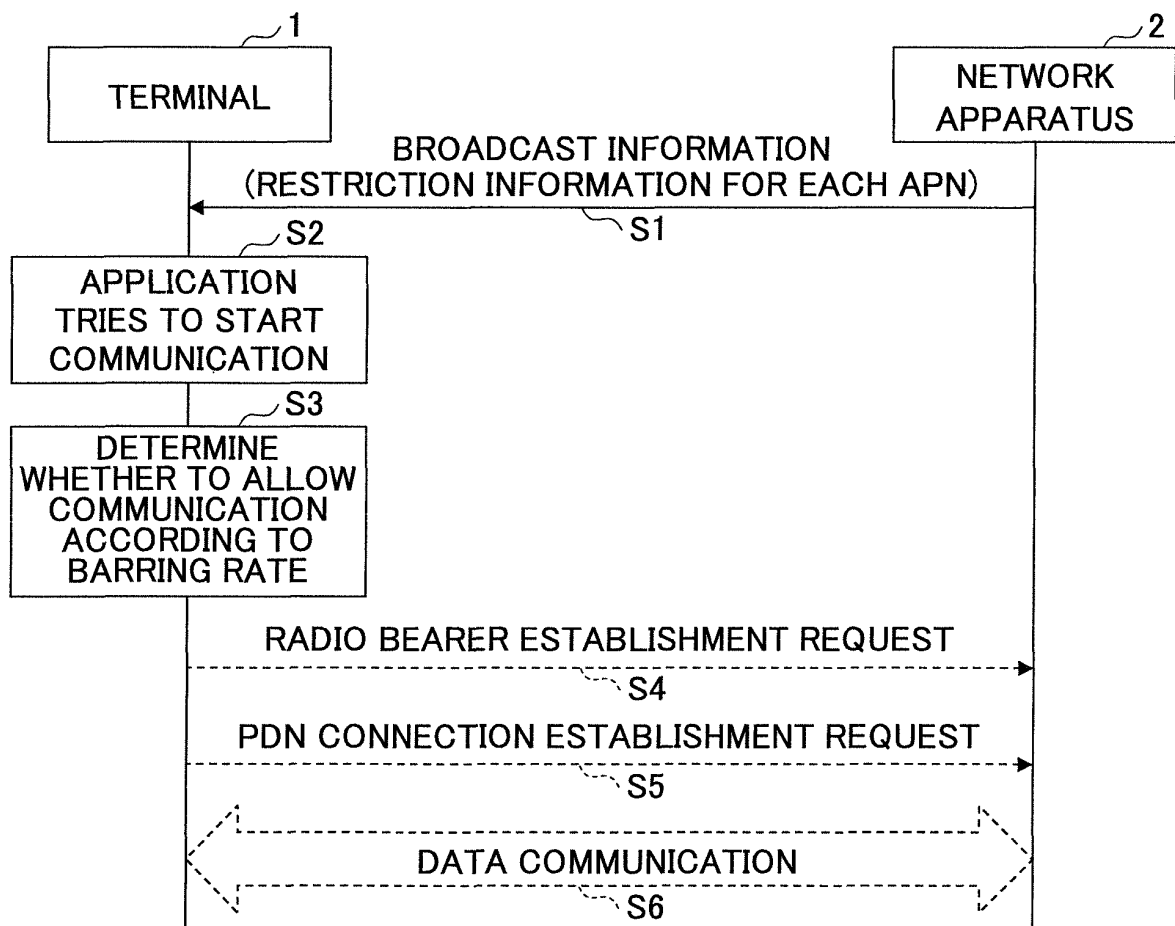 1
TERMINAL
2
NETWORK
APPARATUS
BROADCAST INFORMATION
(RESTRICTION INFORMATION FOR EACH APN)
S1
S2
APPLICATION
TRIES TO START
COMMUNICATION
S3
DETERMINE
WHETHER TO ALLOW
COMMUNICATION
ACCORDING TO
BARRING RATE
RADIO BEARER ESTABLISHMENT REQUEST
S4
PDN CONNECTION ESTABLISHMENT REQUEST
S5
DATA COMMUNICATION
S6